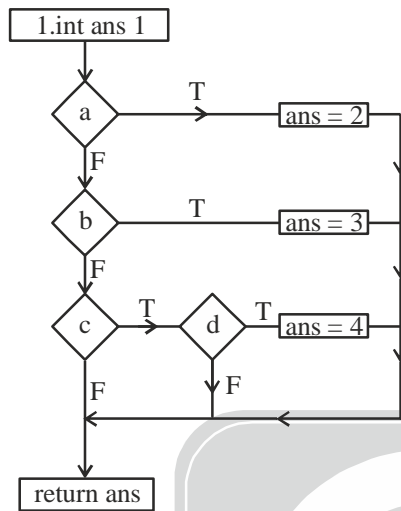 1.int ans 1
a
T
ans = 2
F
b
T
ans = 3
F
c
T
d
T
ans = 4
F
F
return ans